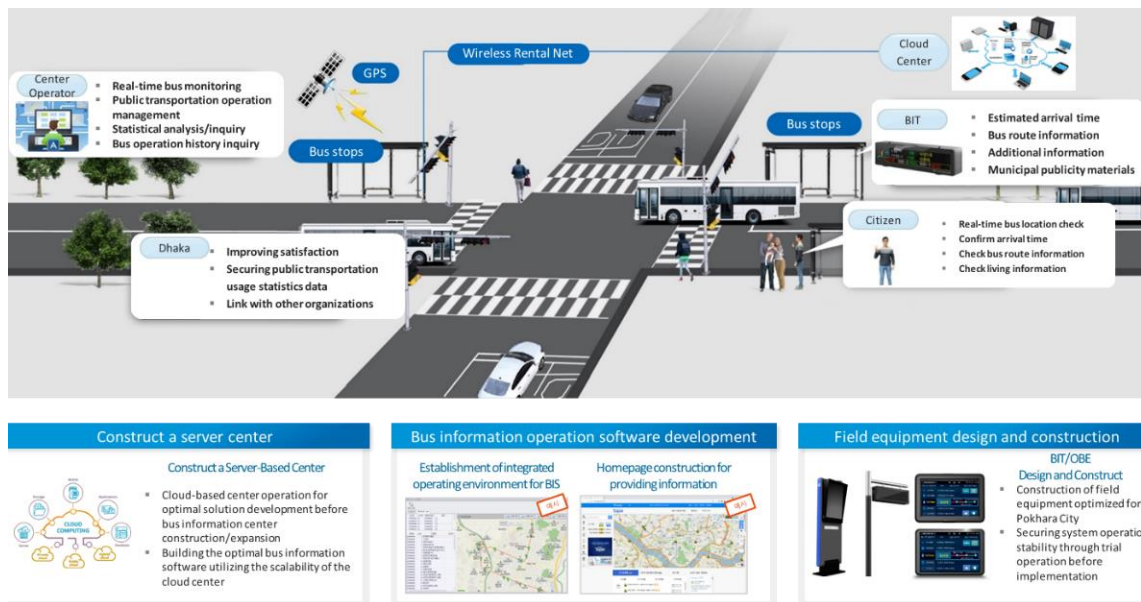 Wireless Rental Net
Cloud
Center
GPS
Center
Operator
Real-time bus monitoring
Public transportation operation
management
Statistical analysis/inquiry
Bus operation history inquiry
Bus stops
Bus stops
BIT
Estimated arrival time
Bus route information
Additional information
Municipal publicity materials
Dhaka
Improving satisfaction
Securing public transportation
usage statistics data
Link with other organizations
Citizen
Real-time bus location check
Confirm arrival time
Check bus route information
Check living information
Construct a server center
Construct a Server-Based Center
CLOUD
COMPUTING
Cloud-based center operation for
optimal solution development before
bus information center
construction/expansion
Building the optimal bus information
software utilizing the scalability of the
cloud center
Bus information operation software development
Establishment of integrated
operating environment for BIS
예시
Homepage construction for
providing information
예시
Field equipment design and construction
BIT/OBE
Design and Construct
Construction of field
equipment optimized for
Pokhara City
Securing system operatio
stability through trial
operation before
implementation